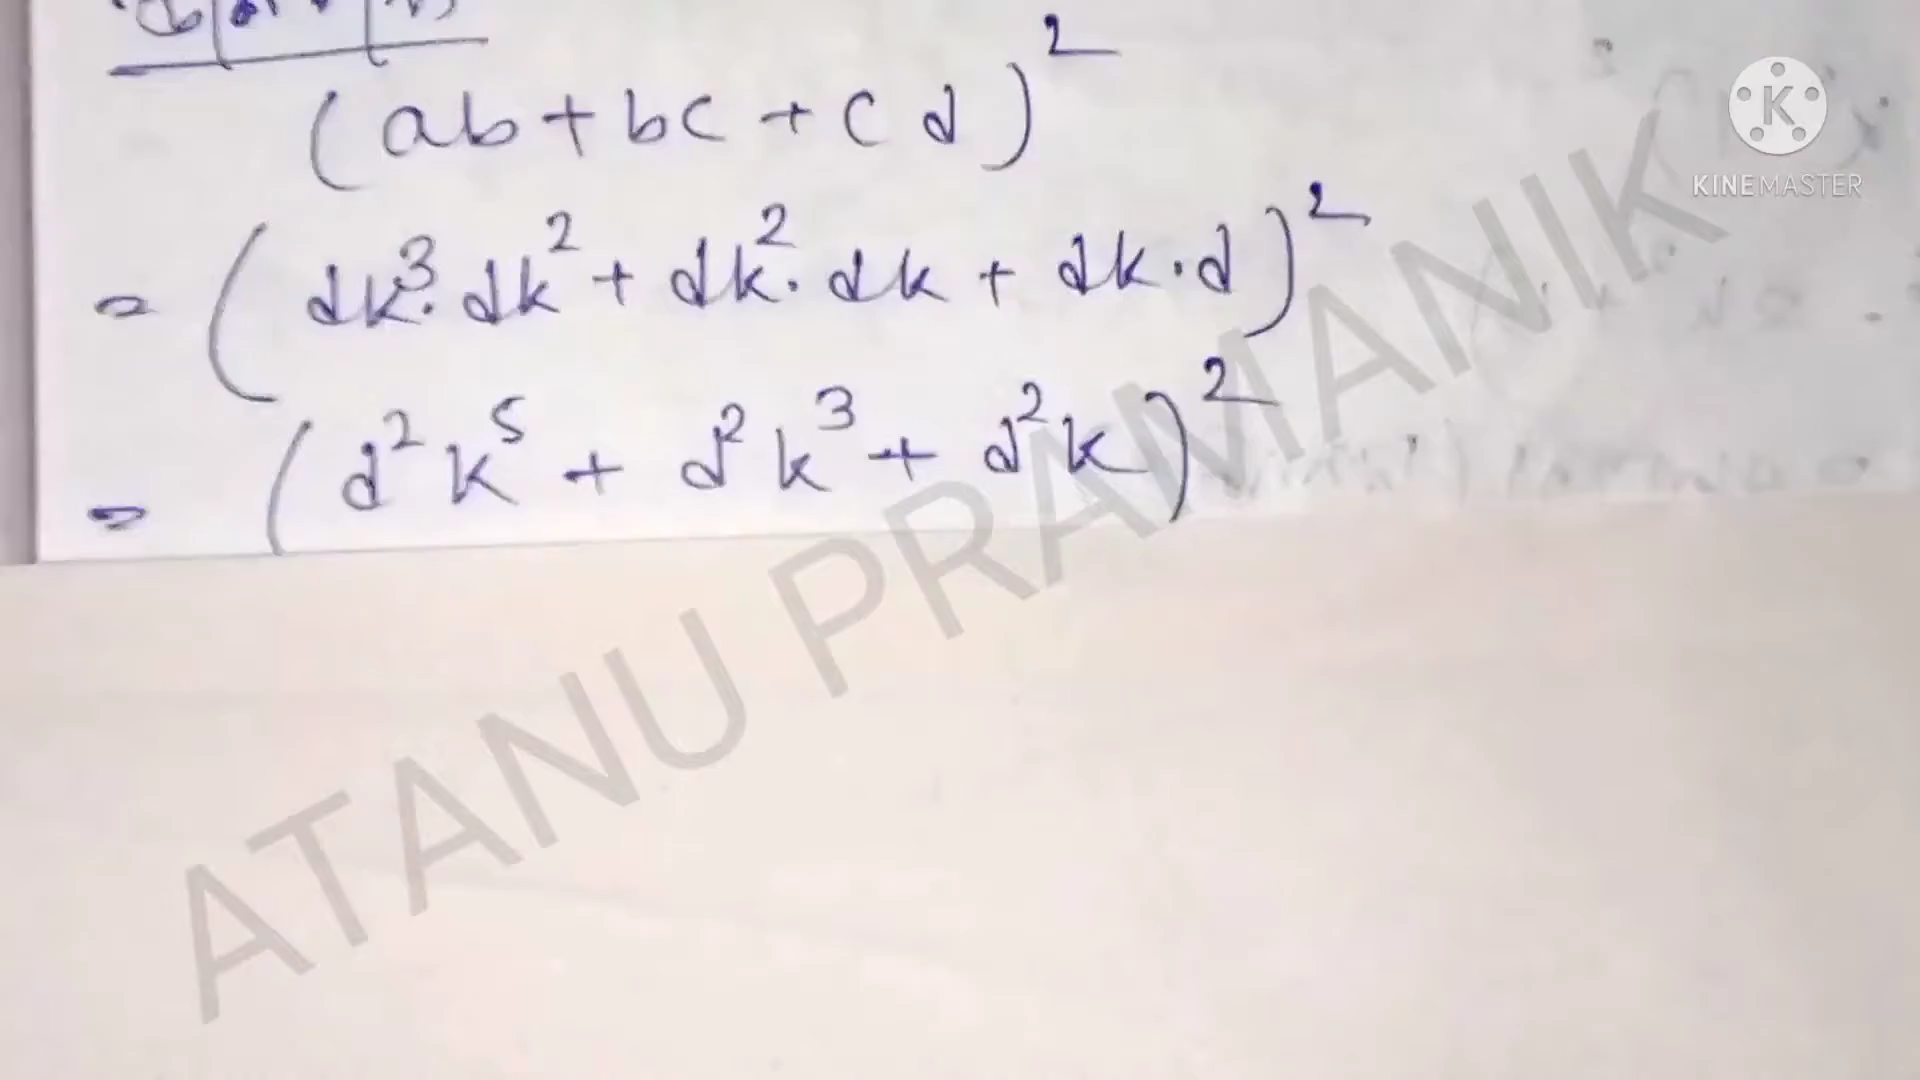 (ab + bc + cd)²
= (dk³·dk² + dk²·dk + dk·d)²
= (d²k⁵ + d²k³ + d²k)²
KINEMASTER
ATANU PRAMANIK